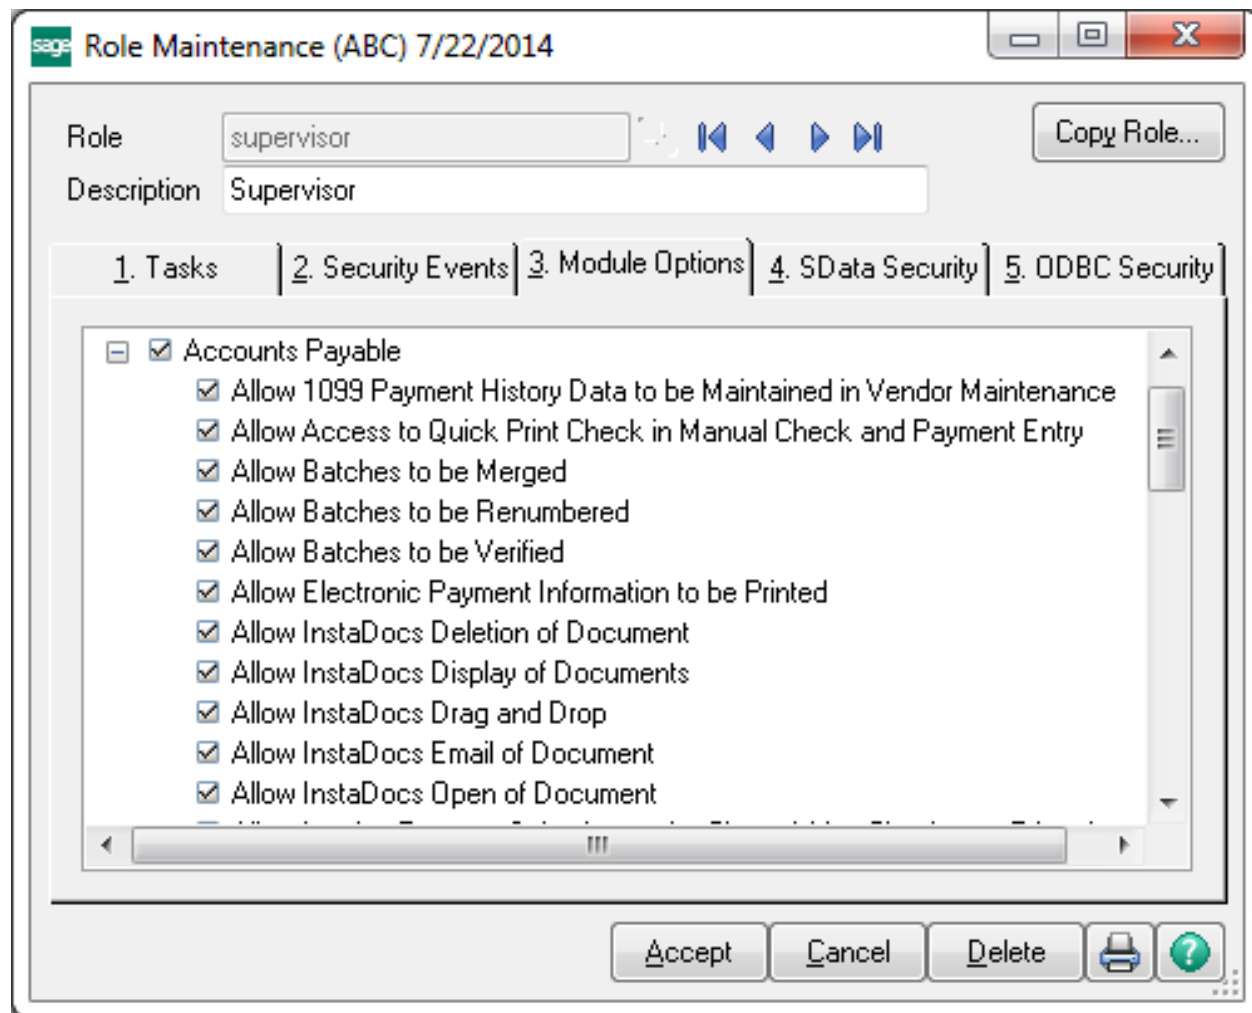 sage Role Maintenance (ABC) 7/22/2014
Role supervisor Copy Role...
Description Supervisor
1. Tasks 2. Security Events 3. Module Options 4. SData Security 5. ODBC Security
Accounts Payable
Allow 1099 Payment History Data to be Maintained in Vendor Maintenance
Allow Access to Quick Print Check in Manual Check and Payment Entry
Allow Batches to be Merged
Allow Batches to be Renumbered
Allow Batches to be Verified
Allow Electronic Payment Information to be Printed
Allow InstaDocs Deletion of Document
Allow InstaDocs Display of Documents
Allow InstaDocs Drag and Drop
Allow InstaDocs Email of Document
Allow InstaDocs Open of Document
Accept Cancel Delete ?